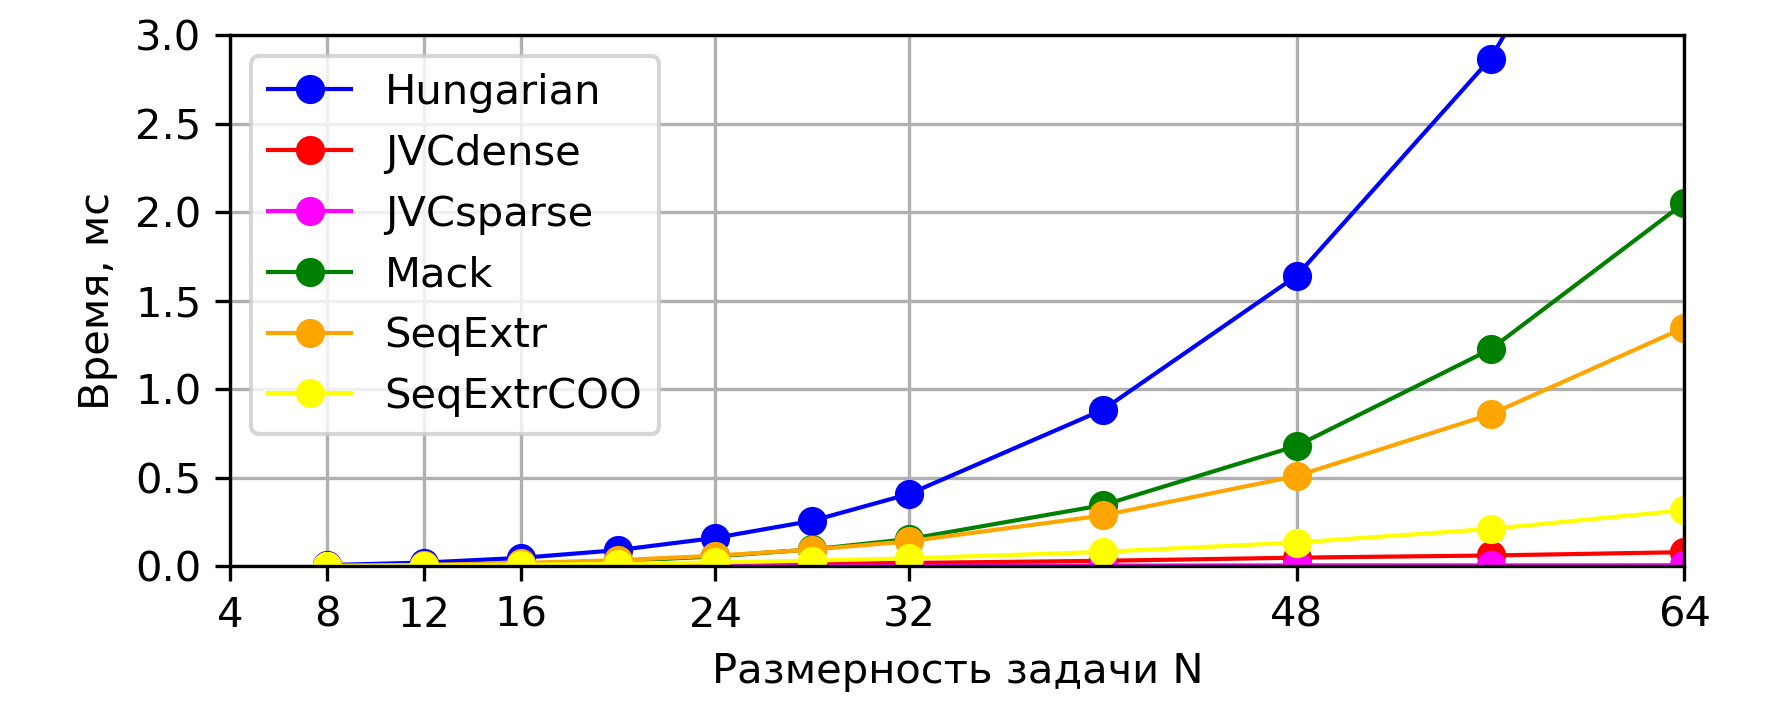 3.0
2.5
2.0
1.5
1.0
0.5
0.0
Время, мс
Hungarian
JVCdense
JVCsparse
Mack
SeqExtr
SeqExtrCOO
4 8 12 16 24 32 48 64
Размерность задачи N